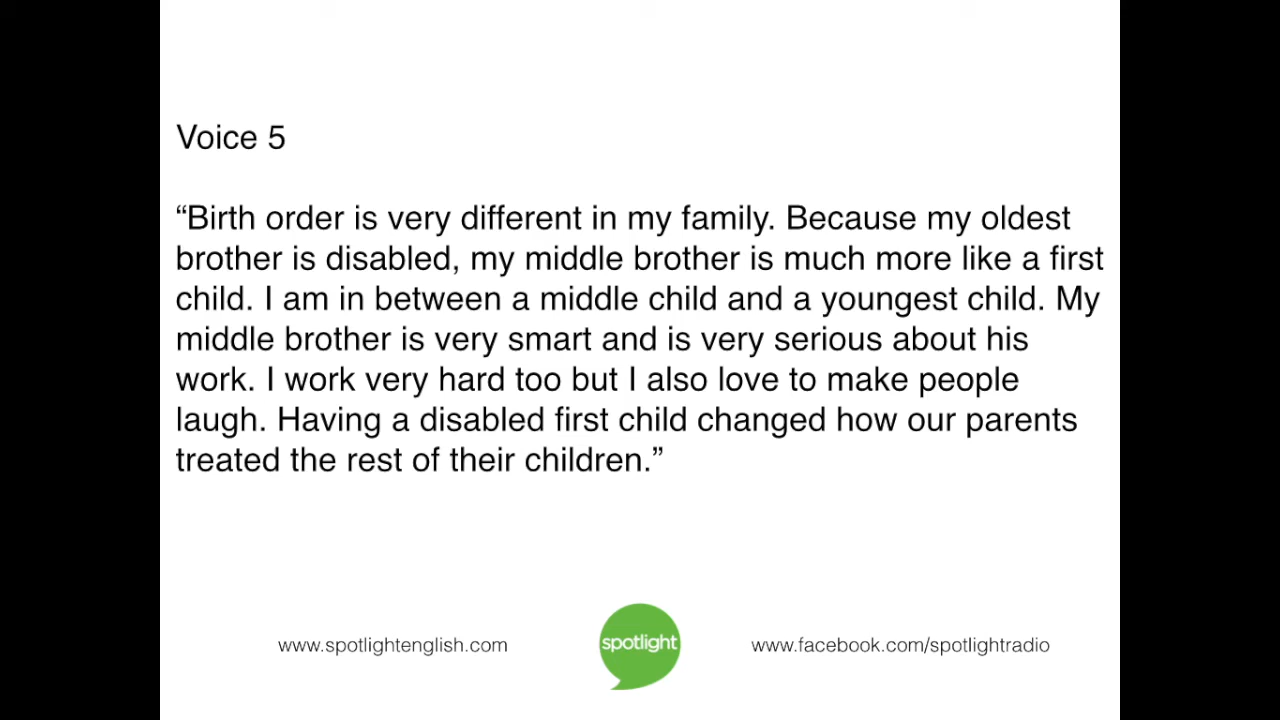 Voice 5
“Birth order is very different in my family. Because my oldest
brother is disabled, my middle brother is much more like a first
child. I am in between a middle child and a youngest child. My
middle brother is very smart and is very serious about his
work. I work very hard too but I also love to make people
laugh. Having a disabled first child changed how our parents
treated the rest of their children.”
www.spotlightenglish.com
spotlight
www.facebook.com/spotlightradio